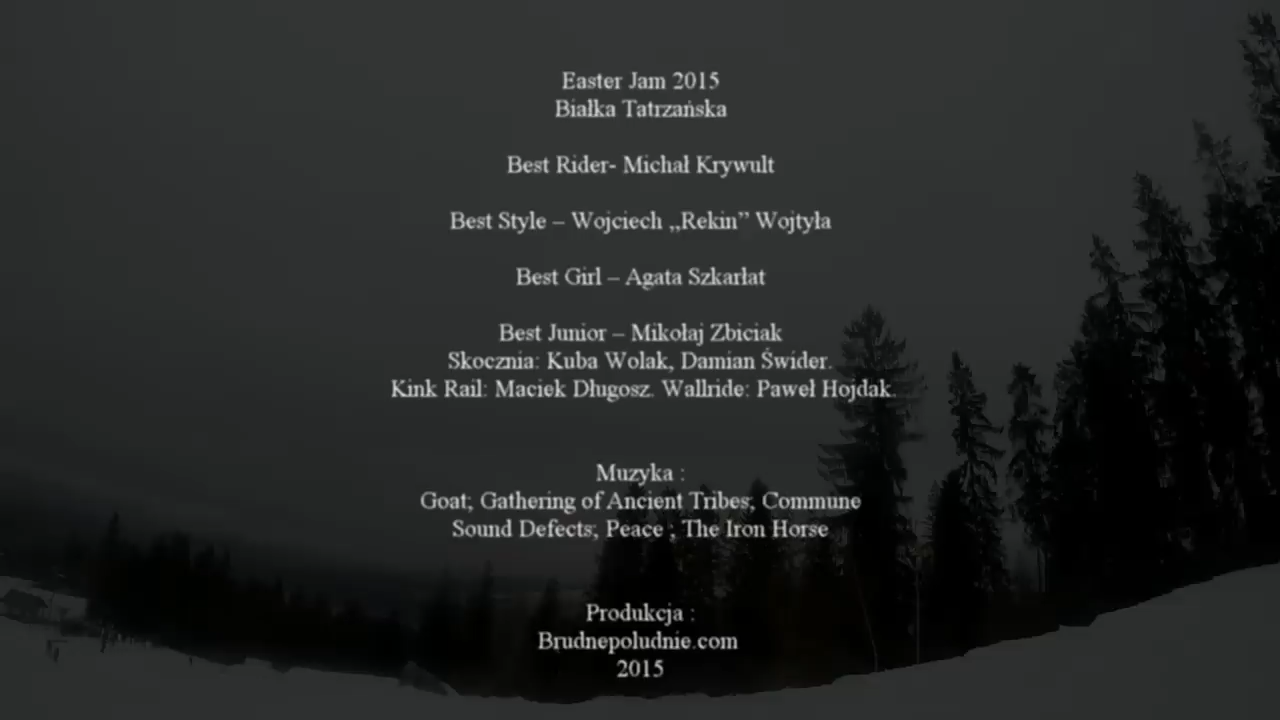 Easter Jam 2015
Białka Tatrzańska
Best Rider- Michał Krywult
Best Style – Wojciech „Rekin” Wojtyła
Best Girl – Agata Szkarłat
Best Junior – Mikołaj Zbiciak
Skocznia: Kuba Wolak, Damian Świder.
Kink Rail: Maciek Długosz. Wallride: Paweł Hojdak.
Muzyka :
Goat; Gathering of Ancient Tribes; Commune
Sound Defects; Peace ; The Iron Horse
Produkcja :
Brudnepoludnie.com
2015